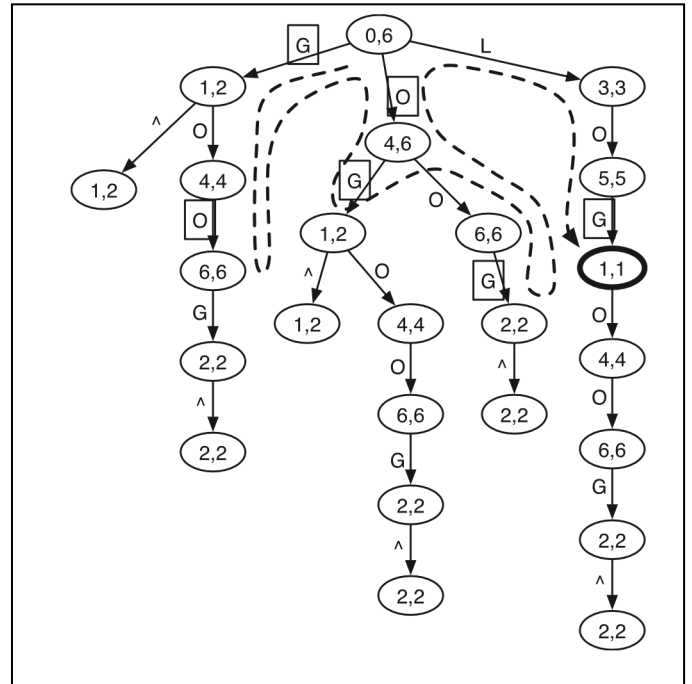 0,6
G L
1,2 O 3,3
^ O 4,6 O
1,2 4,4 G O 5,5
O 1,2 6,6 G
6,6 ^ O G 1,1
G 1,2 4,4 2,2 O
2,2 O ^ 4,4
^ 6,6 2,2 O
2,2 G 6,6
2,2 G
^ 2,2
2,2 ^
2,2